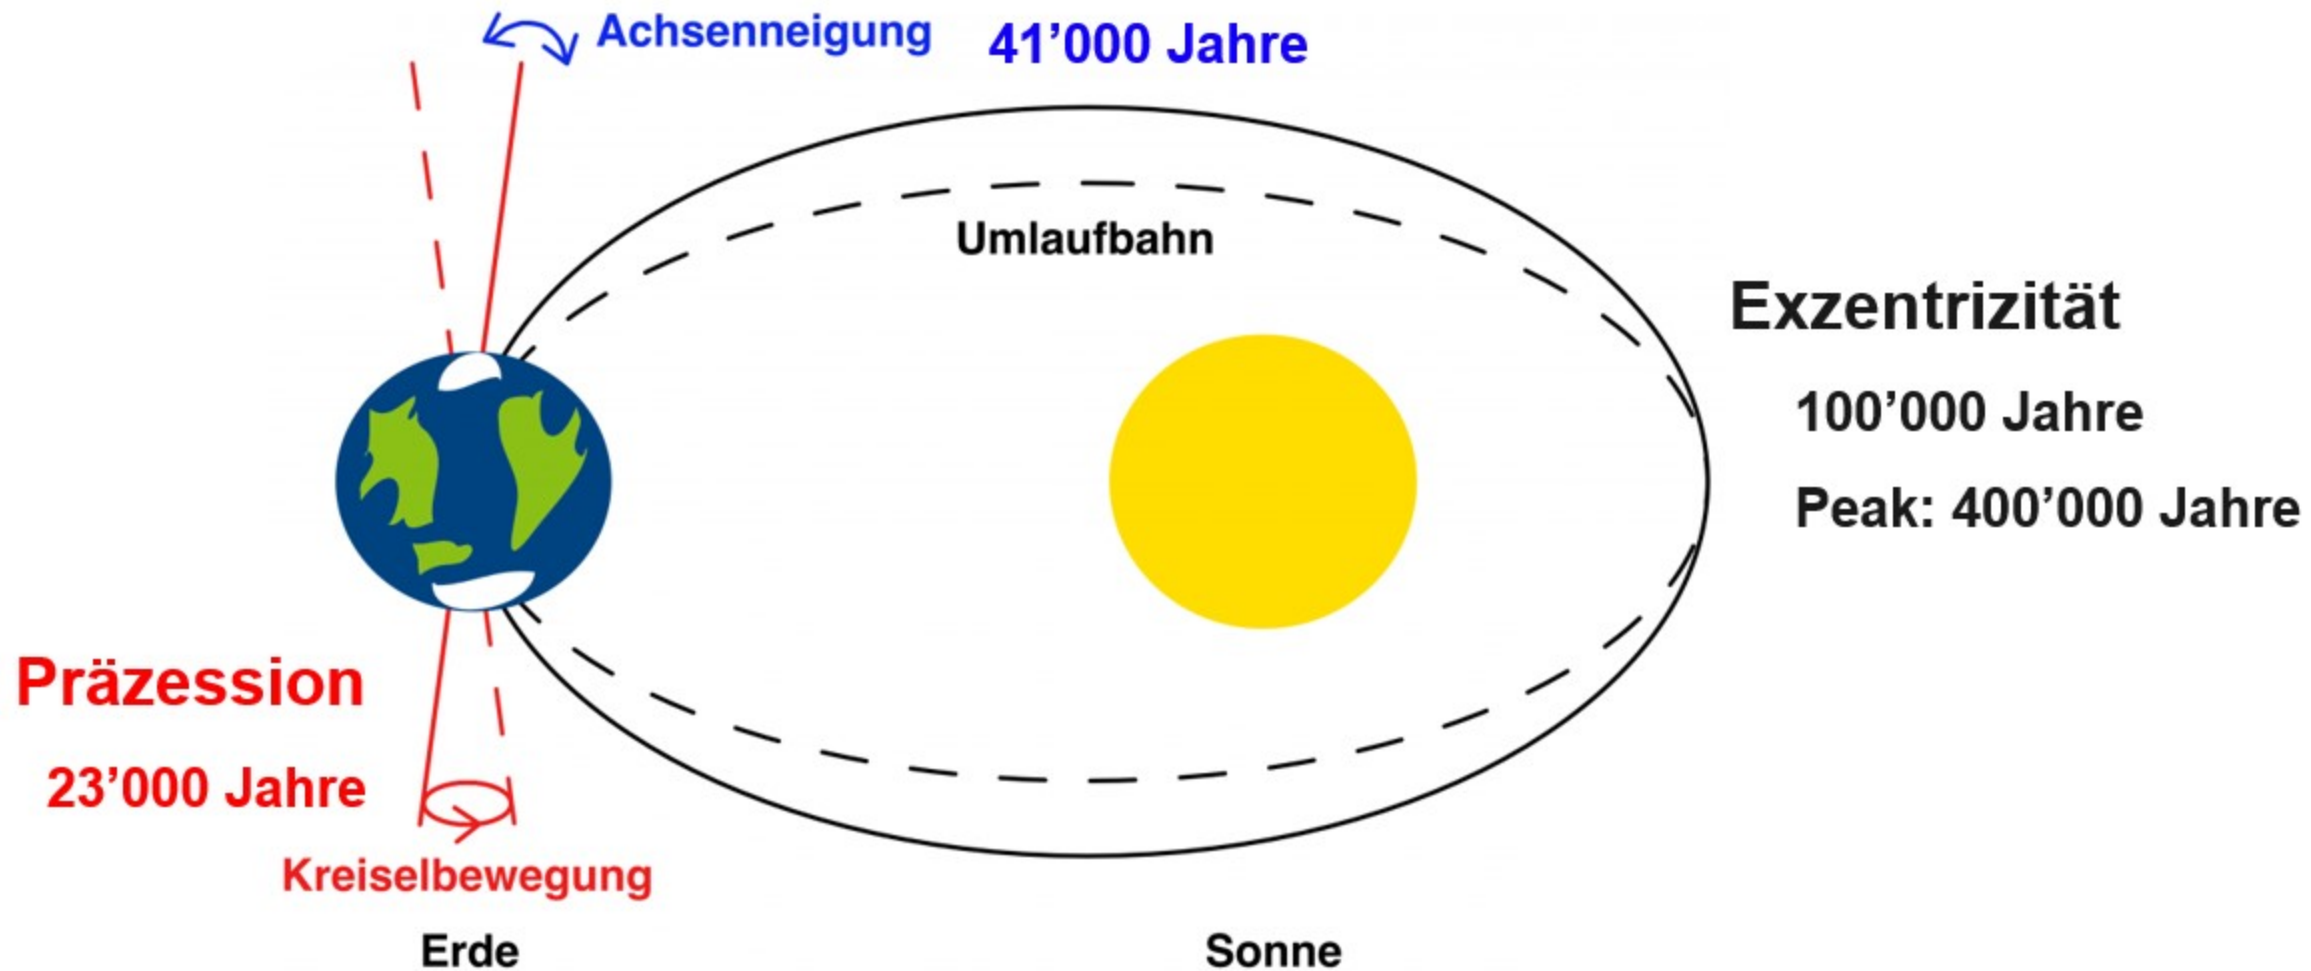 Achsenneigung 41’000 Jahre
Umlaufbahn
Exzentrizität
100’000 Jahre
Peak: 400’000 Jahre
Präzession
23’000 Jahre
Kreiselbewegung
Erde
Sonne